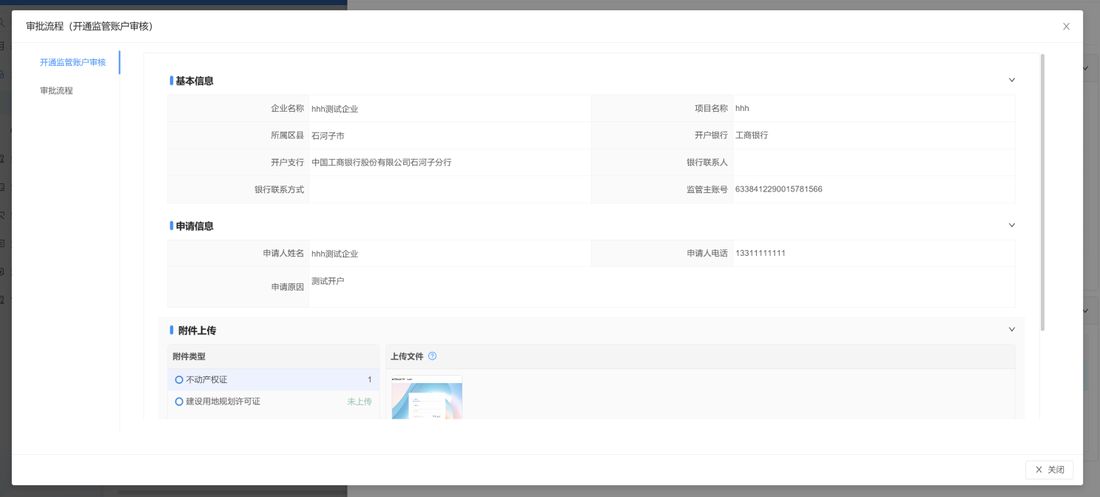 审批流程（开通监管账户审核）
开通监管账户审核
审批流程
基本信息
企业名称 hhh测试企业 项目名称 hhh
所属区县 石河子市 开户银行 工商银行
开户支行 中国工商银行股份有限公司石河子分行 银行联系人
银行联系方式 监管主账号 6338412290015781566
申请信息
申请人姓名 hhh测试企业 申请人电话 13311111111
申请原因 测试开户
附件上传
附件类型 上传文件
不动产权证 1
建设用地规划许可证 未上传
关闭